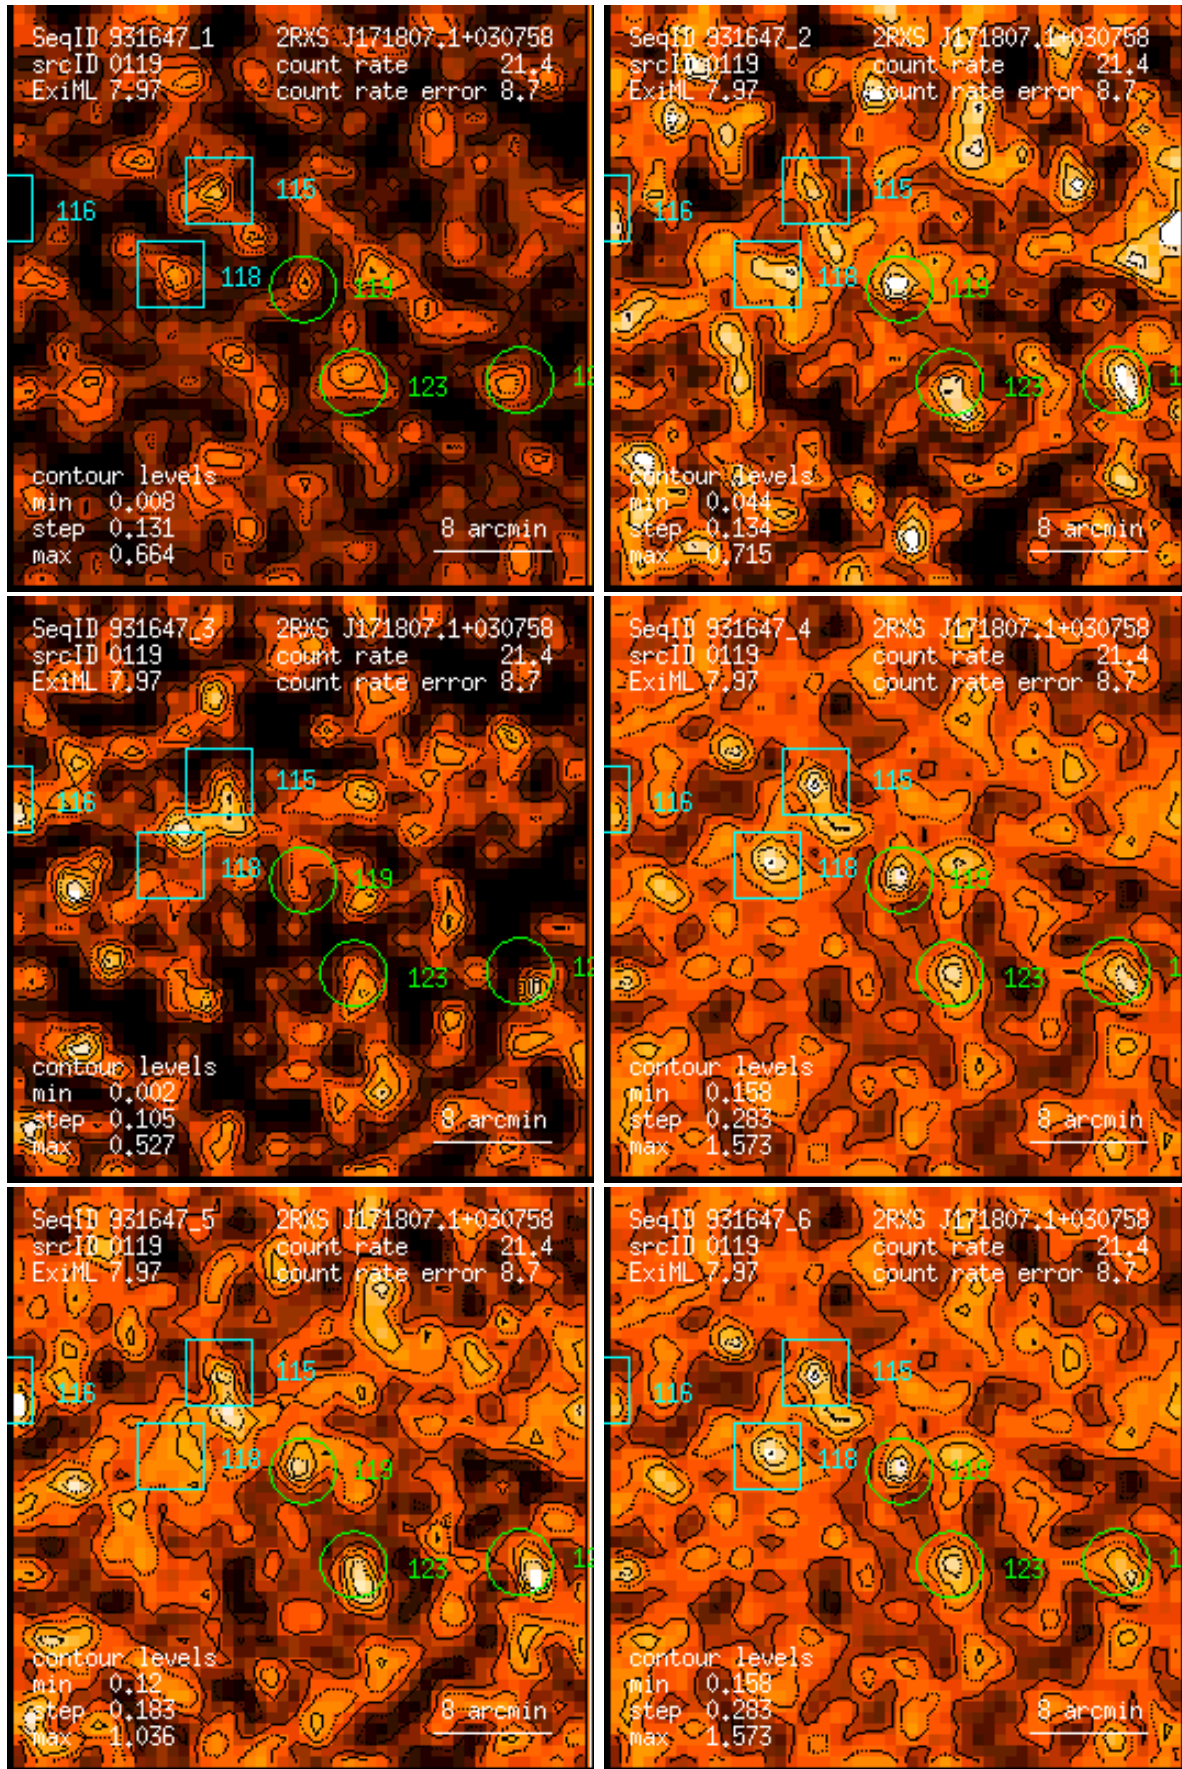 SeqID 931647_1 2RXS J171807.1+030758
srcID 0119 count rate 21.4
ExiML 7.97 count rate error 8.7
115
116
118
119
123
12
contour levels
min 0.008
step 0.131
max 0.664
8 arcmin
SeqID 931647_2 2RXS J171807.1+030758
srcID 0119 count rate 21.4
ExiML 7.97 count rate error 8.7
115
116
118
119
123
1
contour levels
min 0.044
step 0.134
max 0.715
8 arcmin
SeqID 931647_3 2RXS J171807.1+030758
srcID 0119 count rate 21.4
ExiML 7.97 count rate error 8.7
115
116
118
119
123
12
contour levels
min 0.002
step 0.105
max 0.527
8 arcmin
SeqID 931647_4 2RXS J171807.1+030758
srcID 0119 count rate 21.4
ExiML 7.97 count rate error 8.7
115
116
118
119
123
1
contour levels
min 0.158
step 0.283
max 1.573
8 arcmin
SeqID 931647_5 2RXS J171807.1+030758
srcID 0119 count rate 21.4
ExiML 7.97 count rate error 8.7
115
116
118
119
123
12
contour levels
min 0.12
step 0.183
max 1.036
8 arcmin
SeqID 931647_6 2RXS J171807.1+030758
srcID 0119 count rate 21.4
ExiML 7.97 count rate error 8.7
115
116
118
119
123
1
contour levels
min 0.158
step 0.283
max 1.573
8 arcmin